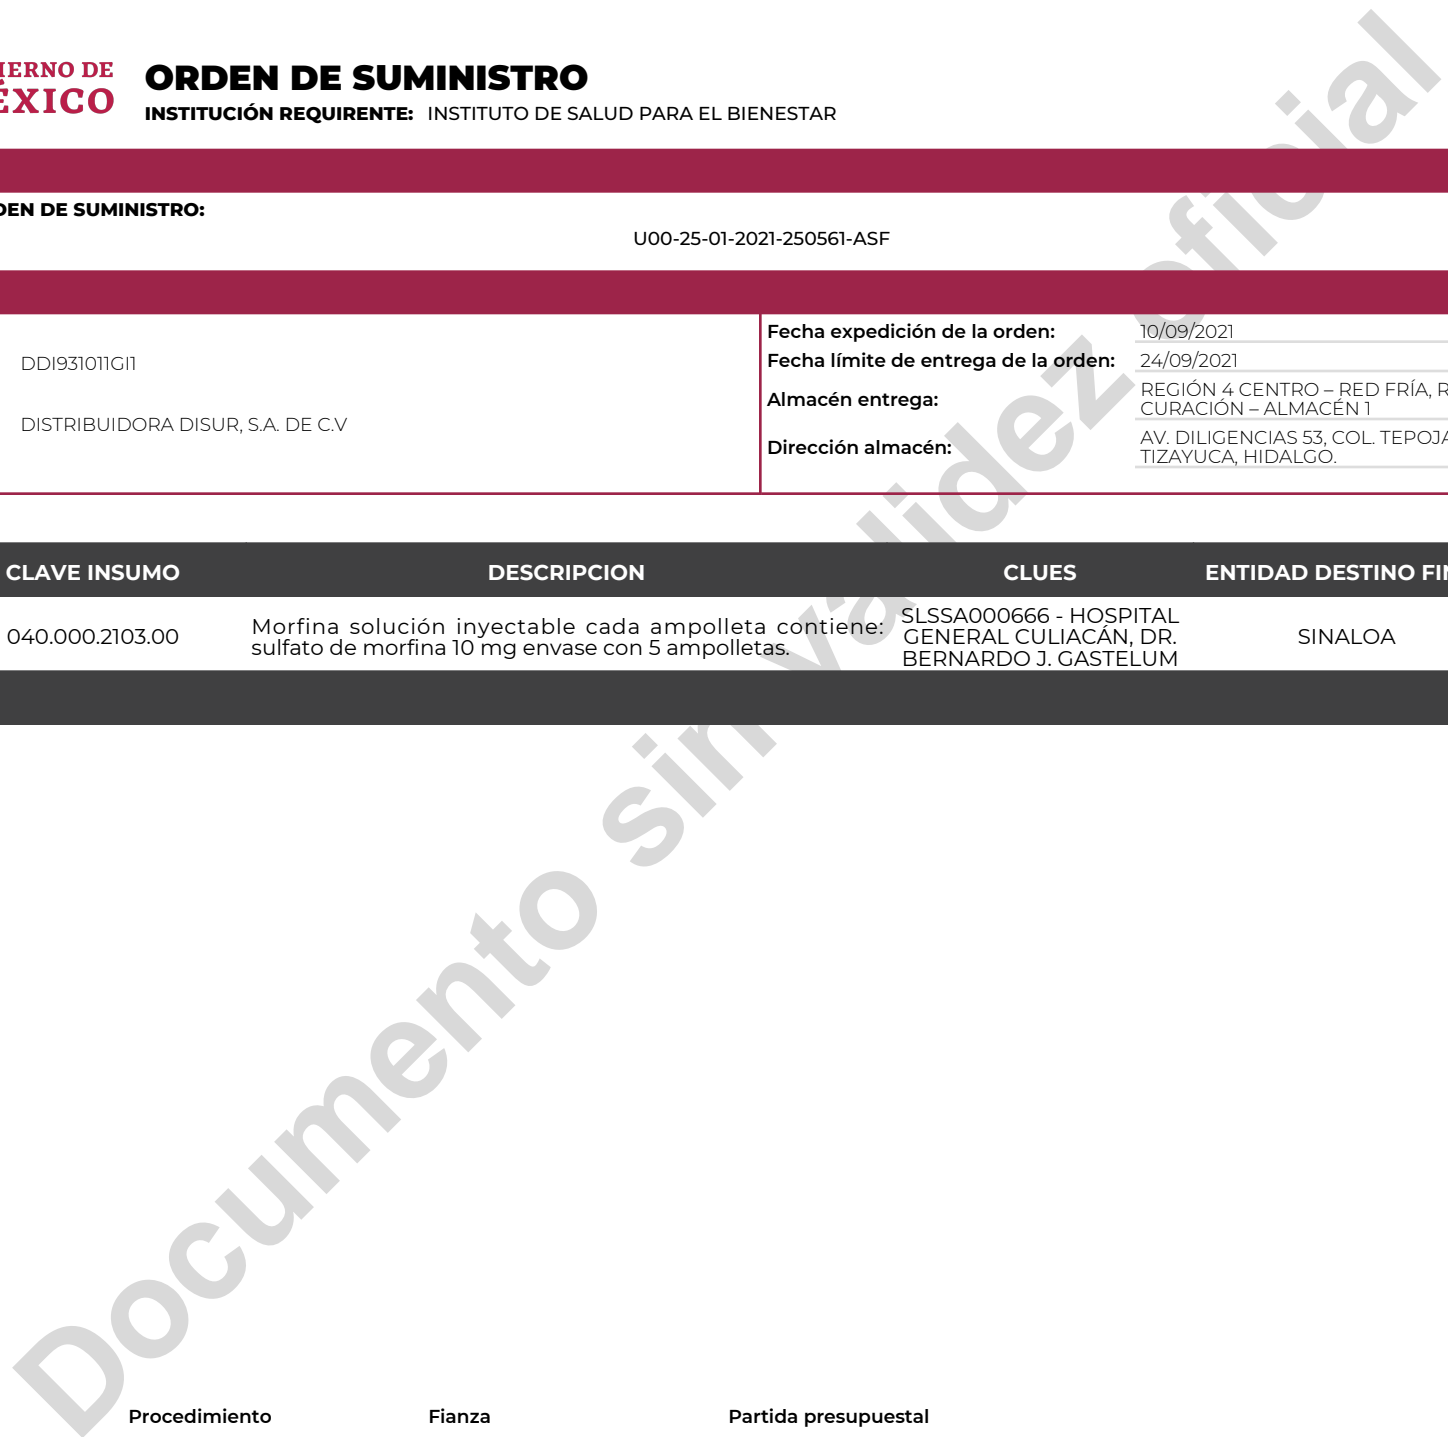 IERNO DE
ÉXICO
ORDEN DE SUMINISTRO
INSTITUCIÓN REQUIRENTE: INSTITUTO DE SALUD PARA EL BIENESTAR
DEN DE SUMINISTRO:
U00-25-01-2021-250561-ASF
DDI931011GI1
DISTRIBUIDORA DISUR, S.A. DE C.V
Fecha expedición de la orden: 10/09/2021
Fecha límite de entrega de la orden: 24/09/2021
Almacén entrega: REGIÓN 4 CENTRO – RED FRÍA, R
CURACIÓN – ALMACÉN 1
Dirección almacén: AV. DILIGENCIAS 53, COL. TEPOJA
TIZAYUCA, HIDALGO.
CLAVE INSUMO DESCRIPCION CLUES ENTIDAD DESTINO FIN
040.000.2103.00
Morfina solución inyectable cada ampolleta contiene:
sulfato de morfina 10 mg envase con 5 ampolletas.
SLSSA000666 - HOSPITAL
GENERAL CULIACÁN, DR.
BERNARDO J. GASTELUM
SINALOA
Documento sin validez oficial
Procedimiento Fianza Partida presupuestal